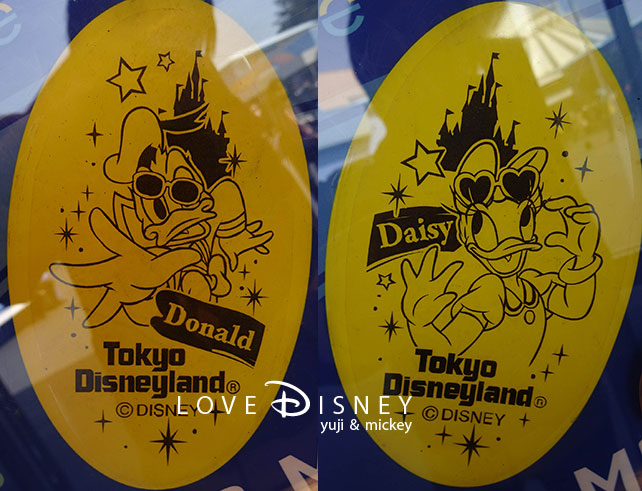 Donald
Tokyo
Disneyland®
© DISNEY
Daisy
Tokyo
Disneyland®
© DISNEY
LOVE DISNEY
yuji & mickey